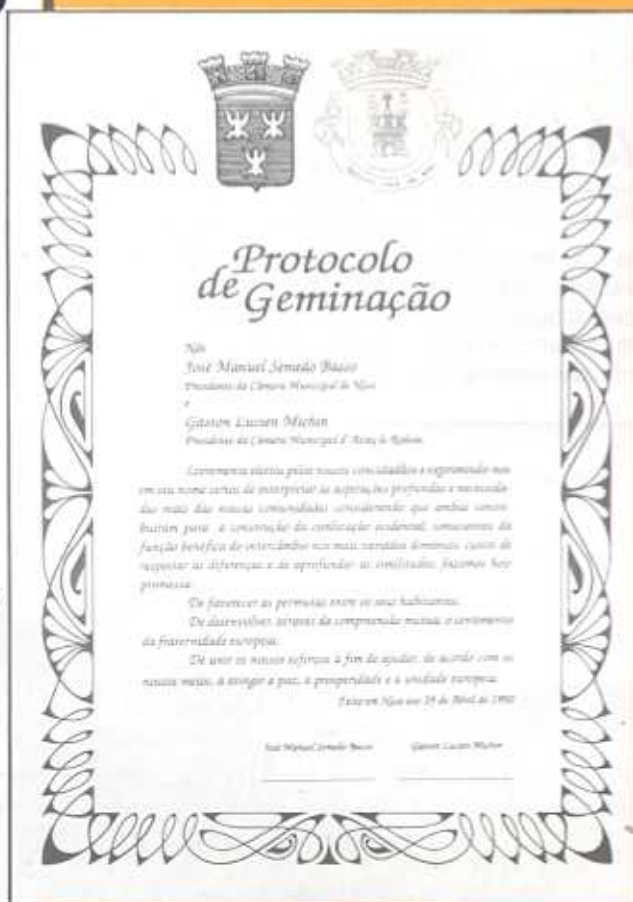 Protocolo
de Geminação
Nós
José Manuel Semedo Basso
Presidente da Câmara Municipal de Nisa
e
Gaston Lucien Michin
Presidente da Câmara Municipal d'
Livremente eleitos pelos nossos concidadãos e exprimindo-nos
em seu nome certos de interpretar as aspirações profundas e necessida-
des reais das nossas comunidades considerando que ambas contri-
buíram para a construção da civilização ocidental, conscientes da
função benéfica do intercâmbio nos mais variados domínios, certos de
respeitar as diferenças e de aprofundar as similitudes, fazemos hoje
promessa:
De favorecer as permutas entre os seus habitantes.
De desenvolver através da compreensão mútua, o sentimento
da fraternidade europeia.
De unir os nossos esforços a fim de ajudar, de acordo com os
nossos meios, a atingir a paz, a prosperidade e a unidade europeia.
Feito em Nisa aos de Abril de 1990
José Manuel Semedo Basso Gaston Lucien Michin